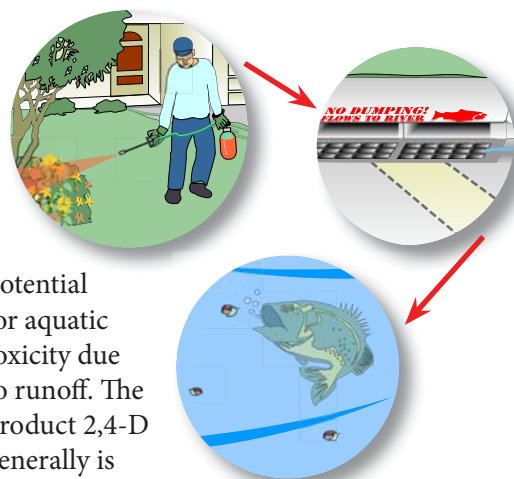 NO DUMPING!
FLOWS TO RIVER
otential
or aquatic
oxicity due
o runoff. The
roduct 2,4-D
enerally is